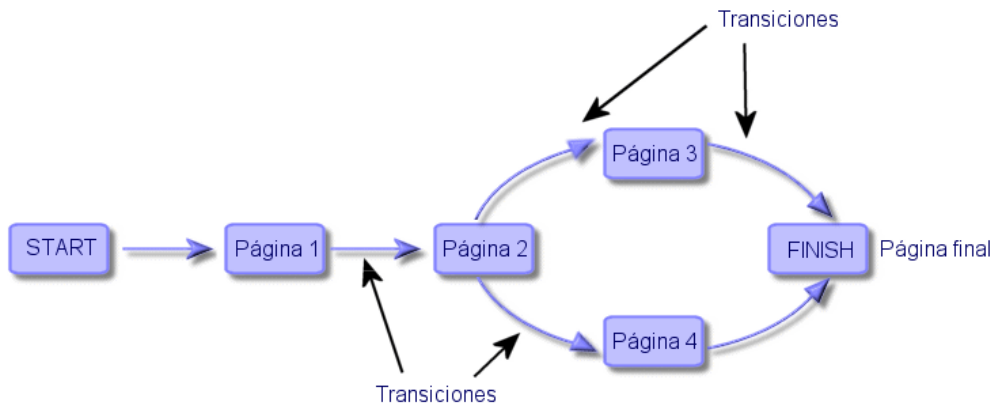 Transiciones
Página 3
START
Página 1
Página 2
FINISH
Página final
Página 4
Transiciones